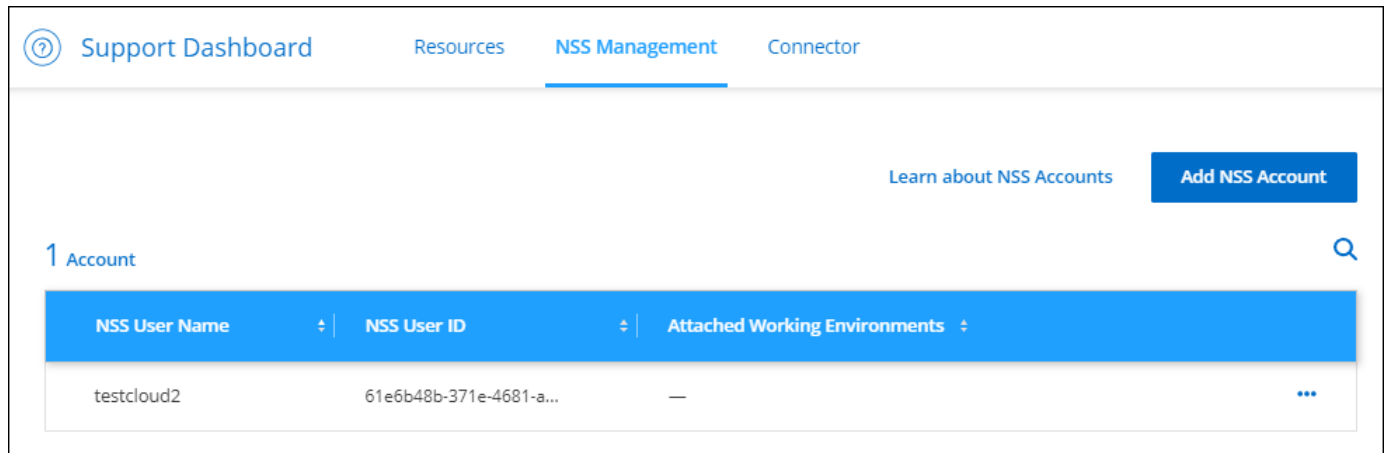 Support Dashboard Resources NSS Management Connector
Learn about NSS Accounts Add NSS Account
1 Account
NSS User Name NSS User ID Attached Working Environments
testcloud2 61e6b48b-371e-4681-a... —